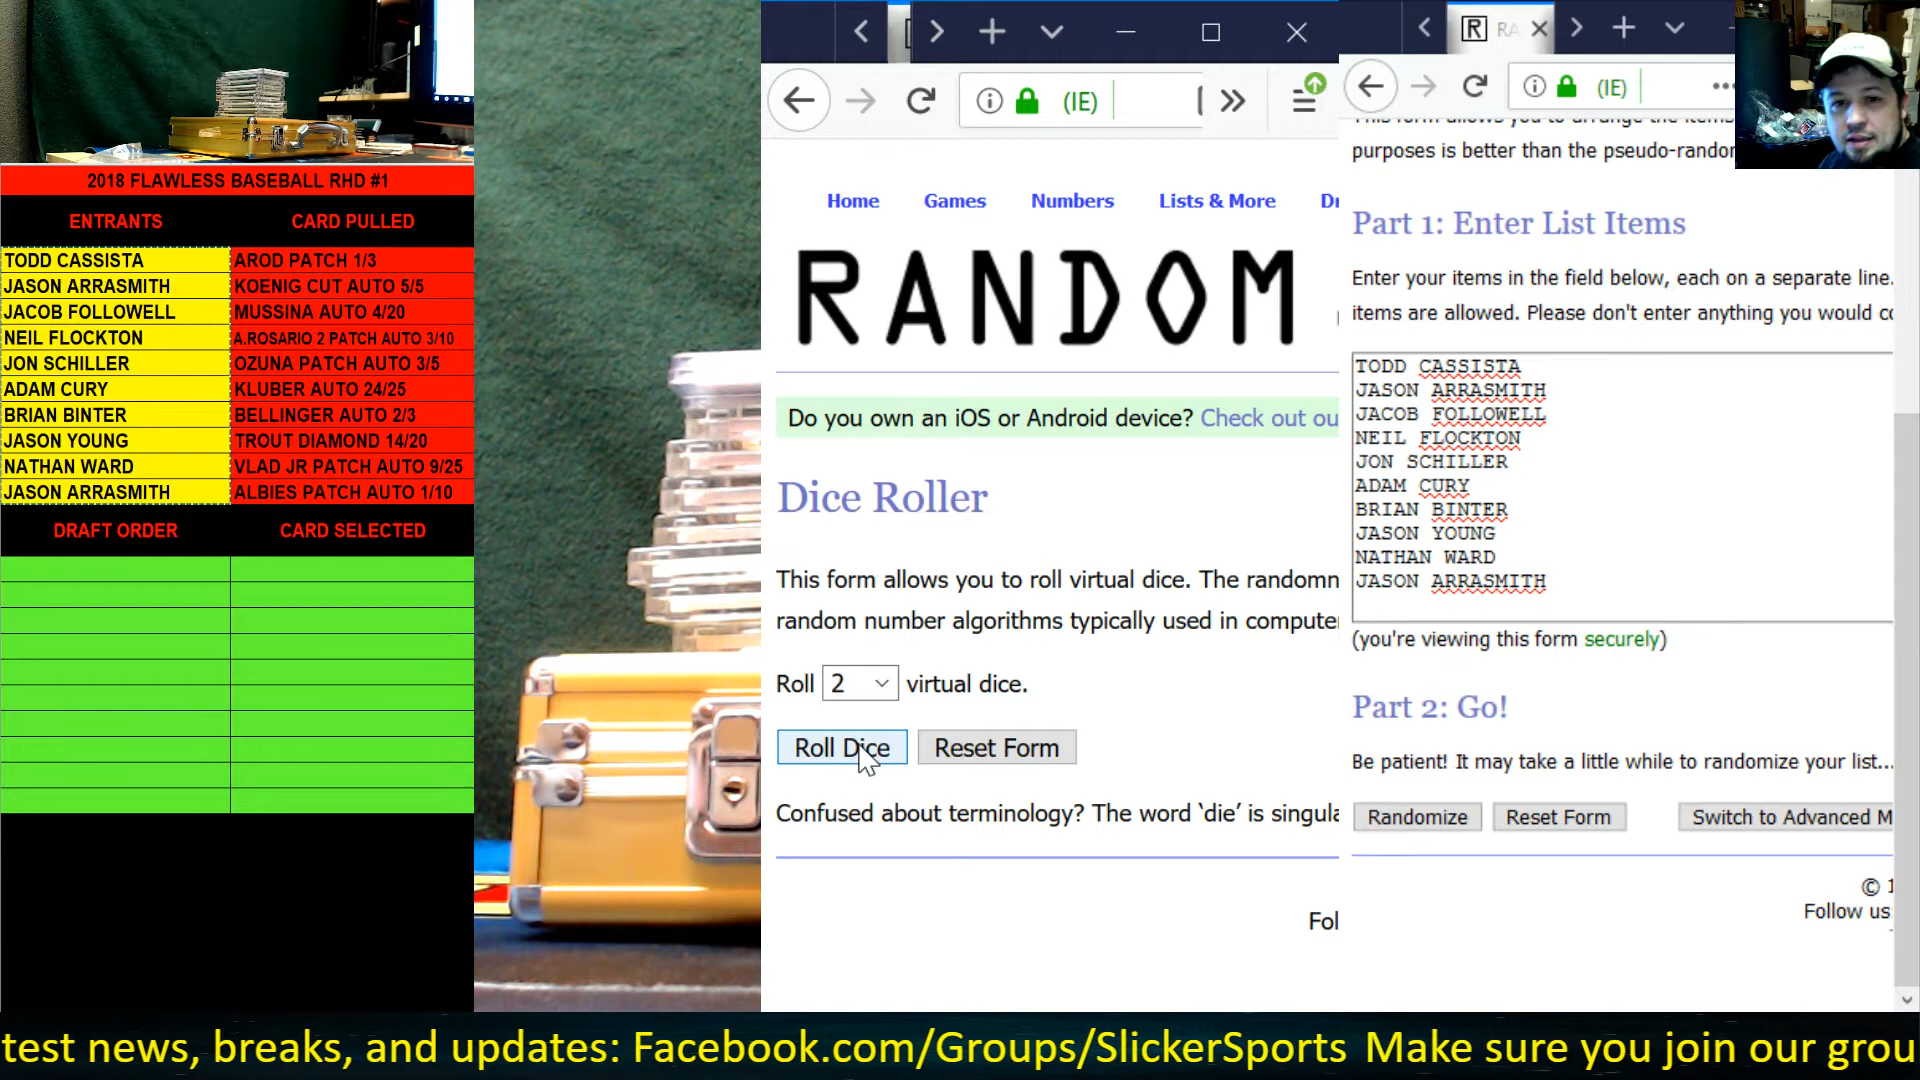 2018 FLAWLESS BASEBALL RHD #1
ENTRANTS CARD PULLED
TODD CASSISTA AROD PATCH 1/3
JASON ARRASMITH KOENIG CUT AUTO 5/5
JACOB FOLLOWELL MUSSINA AUTO 4/20
NEIL FLOCKTON A.ROSARIO 2 PATCH AUTO 3/10
JON SCHILLER OZUNA PATCH AUTO 3/5
ADAM CURY KLUBER AUTO 24/25
BRIAN BINTER BELLINGER AUTO 2/3
JASON YOUNG TROUT DIAMOND 14/20
NATHAN WARD VLAD JR PATCH AUTO 9/25
JASON ARRASMITH ALBIES PATCH AUTO 1/10
DRAFT ORDER CARD SELECTED
(IE)
Home Games Numbers Lists & More Dr
RANDOM
Do you own an iOS or Android device? Check out ou
Dice Roller
This form allows you to roll virtual dice. The randomn
random number algorithms typically used in compute
Roll 2 virtual dice.
Roll Dice Reset Form
Confused about terminology? The word ‘die’ is singula
Fol
R RA
(IE)
This form allows you to arrange the items
purposes is better than the pseudo-rando
Part 1: Enter List Items
Enter your items in the field below, each on a separate line.
items are allowed. Please don't enter anything you would co
TODD CASSISTA
JASON ARRASMITH
JACOB FOLLOWELL
NEIL FLOCKTON
JON SCHILLER
ADAM CURY
BRIAN BINTER
JASON YOUNG
NATHAN WARD
JASON ARRASMITH
(you're viewing this form securely)
Part 2: Go!
Be patient! It may take a little while to randomize your list...
Randomize Reset Form Switch to Advanced M
© 1
Follow us
test news, breaks, and updates: Facebook.com/Groups/SlickerSports Make sure you join our grou